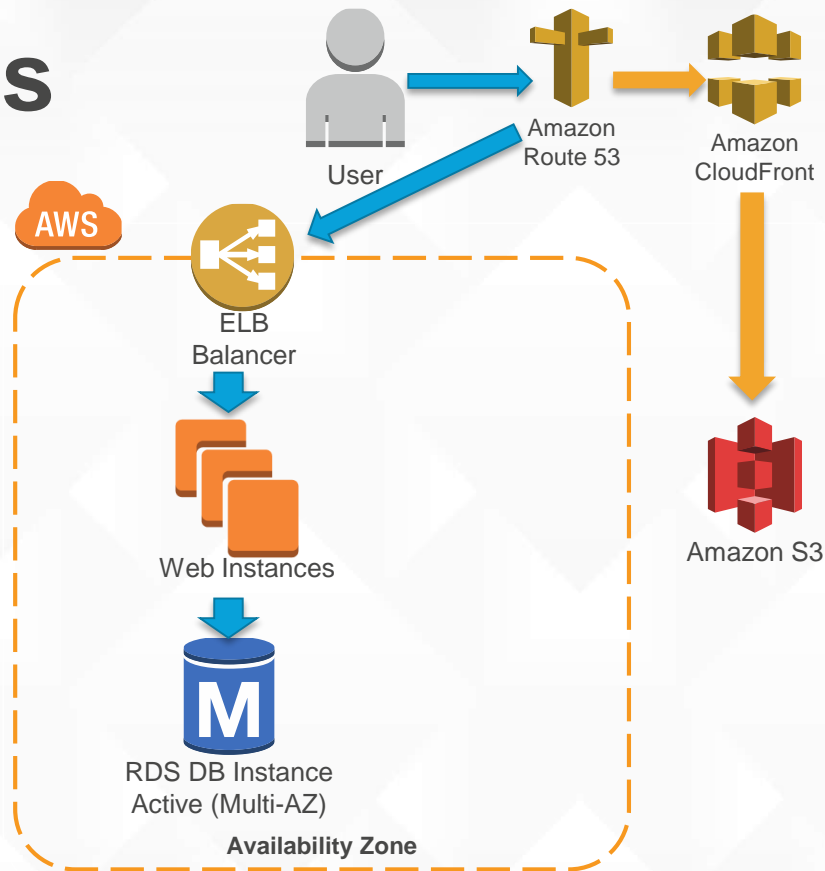 s
User
Amazon
Route 53
Amazon
CloudFront
AWS
ELB
Balancer
Web Instances
Amazon S3
M
RDS DB Instance
Active (Multi-AZ)
Availability Zone